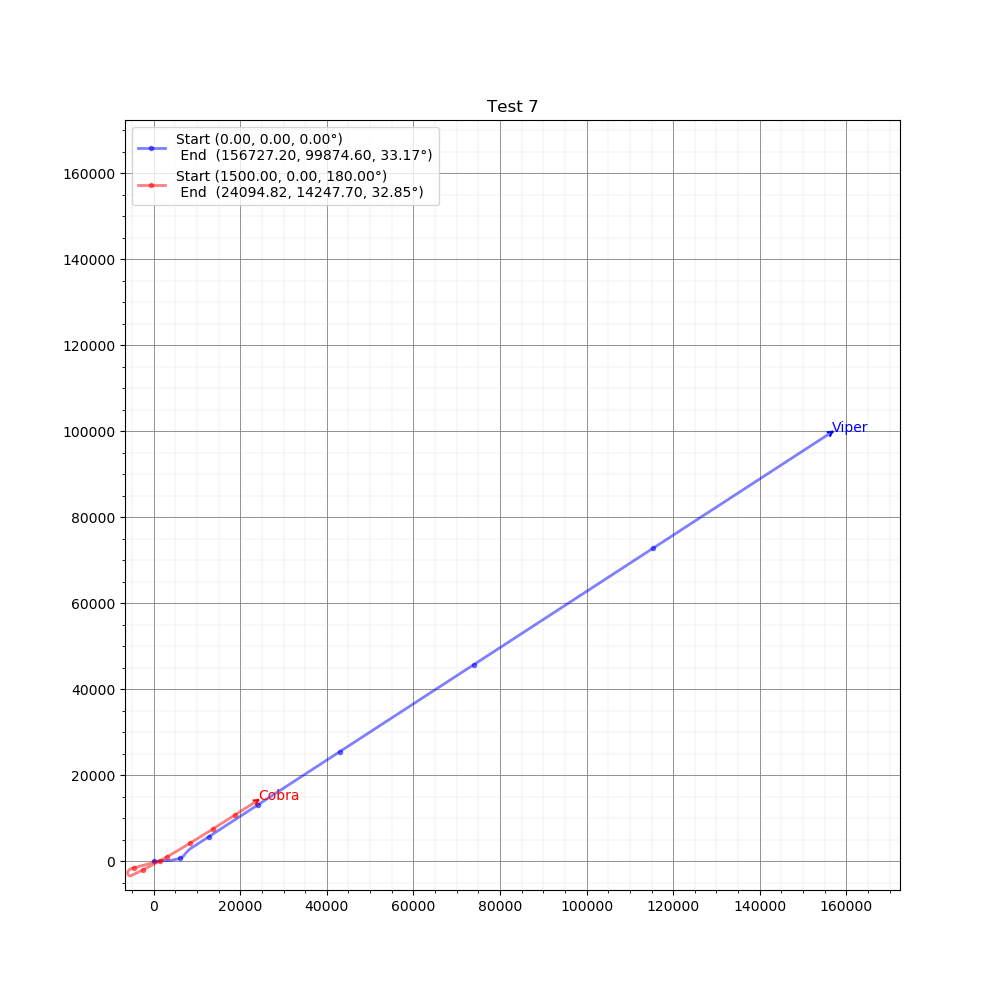 Test 7
Start (0.00, 0.00, 0.00°)
End (156727.20, 99874.60, 33.17°)
Start (1500.00, 0.00, 180.00°)
End (24094.82, 14247.70, 32.85°)
160000
140000
120000
100000
80000
60000
40000
20000
0
Viper
Cobra
0 20000 40000 60000 80000 100000 120000 140000 160000